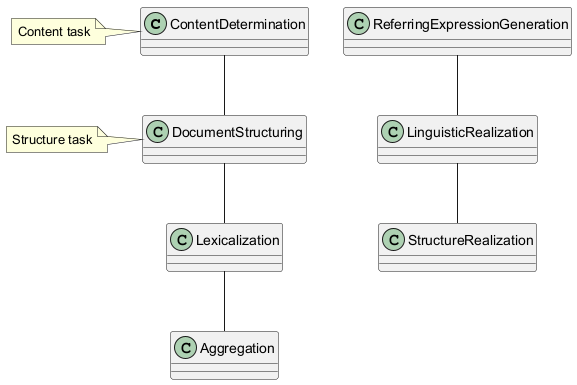 Content task
C ContentDetermination
C ReferringExpressionGeneration
Structure task
C DocumentStructuring
C LinguisticRealization
C Lexicalization
C StructureRealization
C Aggregation